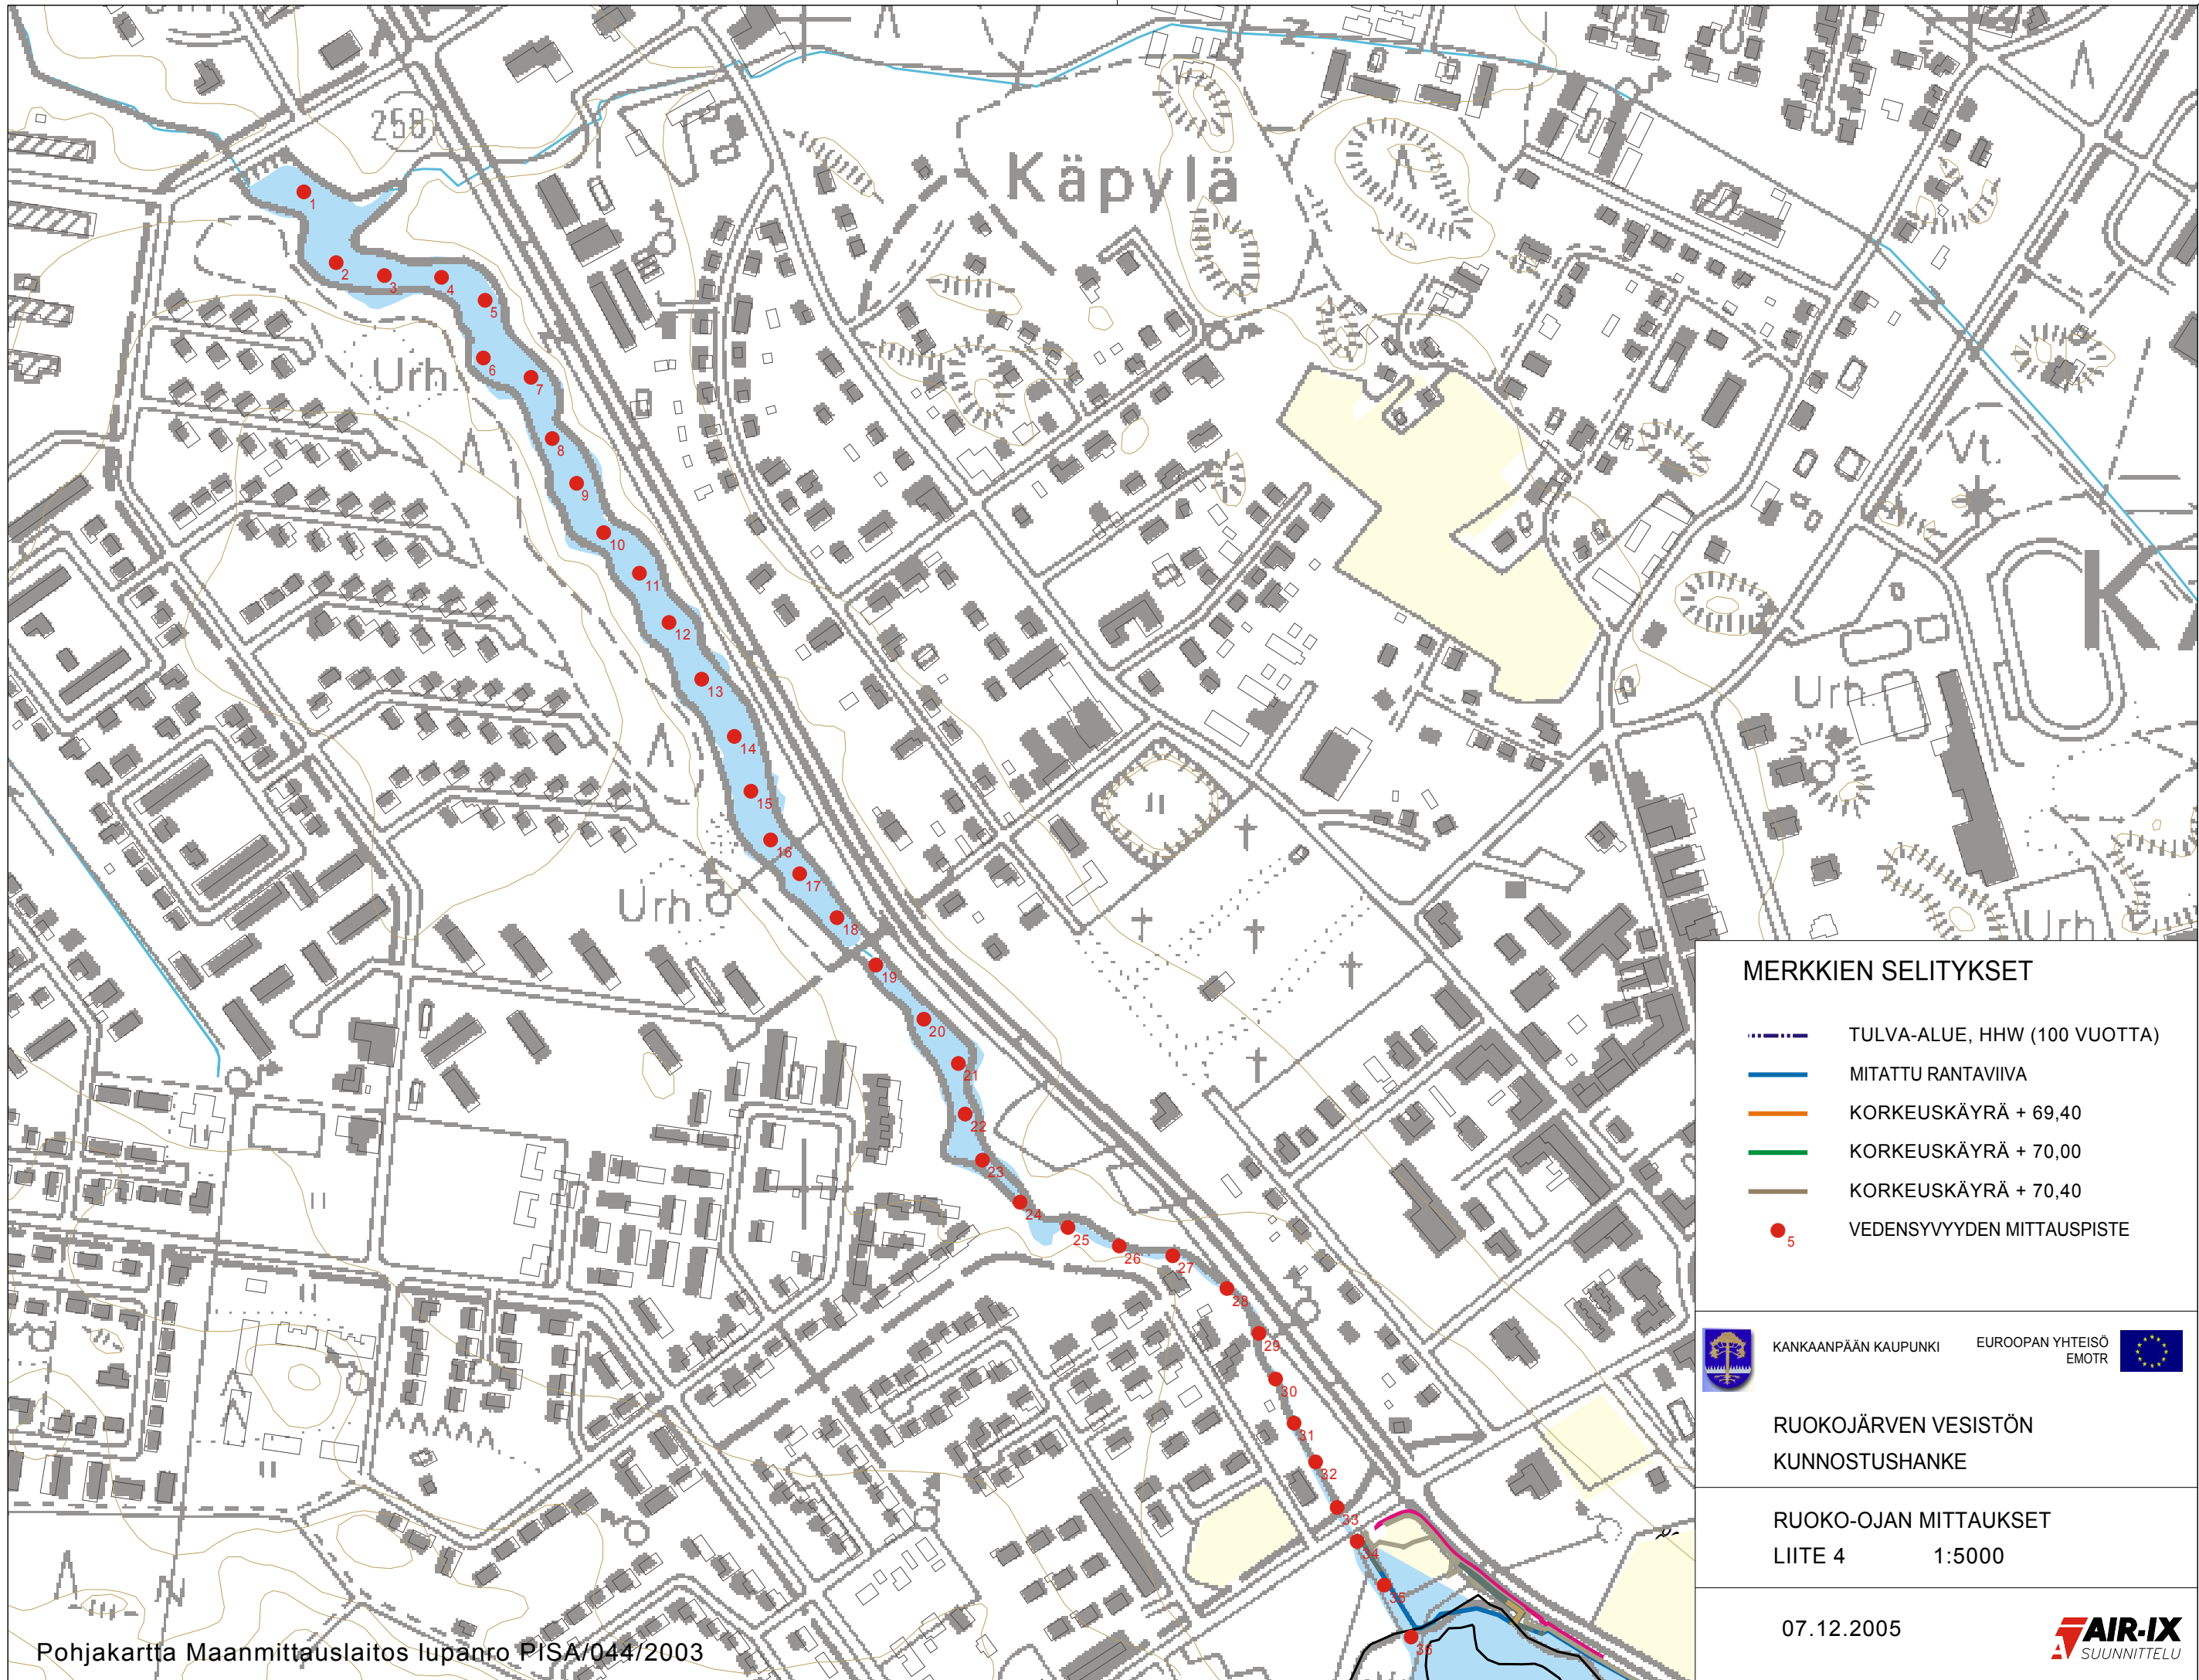 258
Käpylä
1
2
3
4
5
6
7
8
9
10
11
12
13
14
15
16
17
18
19
20
21
22
23
24
25
26
27
28
29
30
31
32
33
34
35
36
Urh.
Urh.
Vt.
K
Urh.
Urh
MERKKIEN SELITYKSET
TULVA-ALUE, HHW (100 VUOTTA)
MITATTU RANTAVIIVA
KORKEUSKÄYRÄ + 69,40
KORKEUSKÄYRÄ + 70,00
KORKEUSKÄYRÄ + 70,40
5 VEDENSYVYYDEN MITTAUSPISTE
KANKAANPÄÄN KAUPUNKI
EUROOPAN YHTEISÖ
EMOTR
RUOKOJÄRVEN VESISTÖN
KUNNOSTUSHANKE
RUOKO-OJAN MITTAUKSET
LIITE 4 1:5000
07.12.2005
AIR-IX
SUUNNITTELU
Pohjakartta Maanmittauslaitos lupanro PISA/044/2003